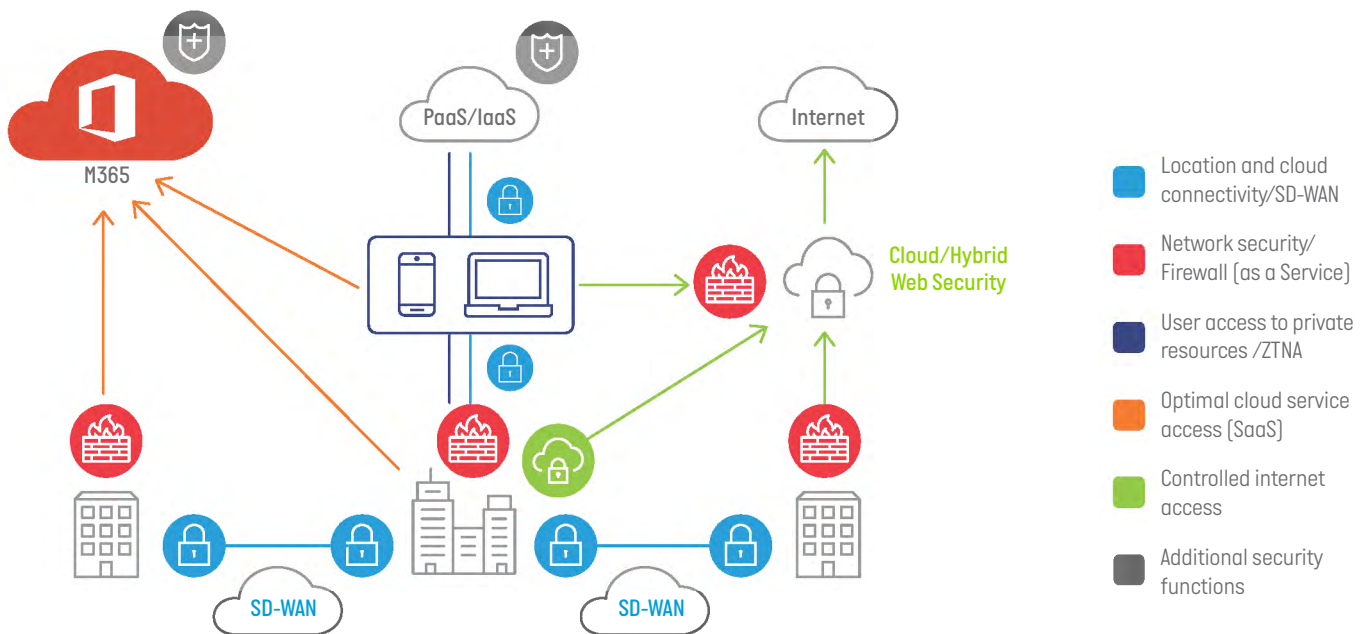 PaaS/IaaS
Internet
M365
Cloud/Hybrid
Web Security
SD-WAN
SD-WAN
Location and cloud
connectivity/SD-WAN
Network security/
Firewall (as a Service)
User access to private
resources /ZTNA
Optimal cloud service
access (SaaS)
Controlled internet
access
Additional security
functions